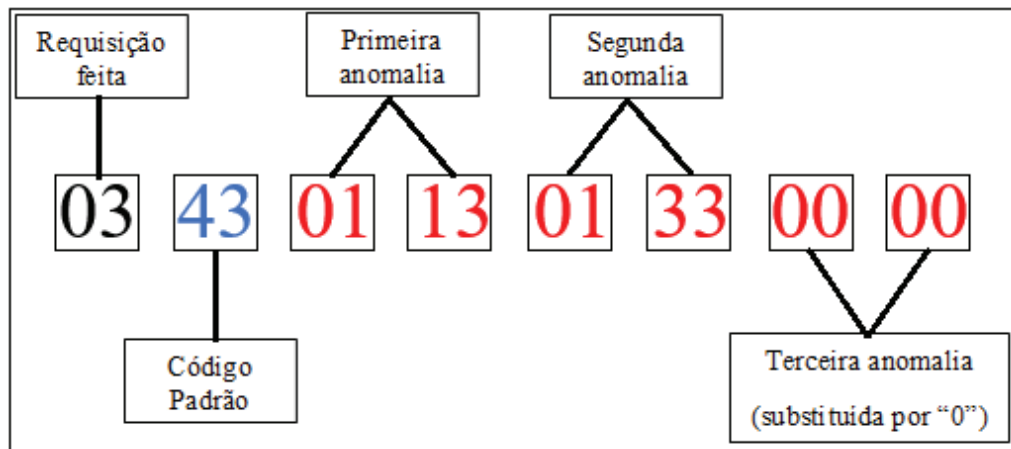 Requisição
feita
Primeira
anomalia
Segunda
anomalia
03 43 01 13 01 33 00 00
Código
Padrão
Terceira anomalia
(substituida por “0”)